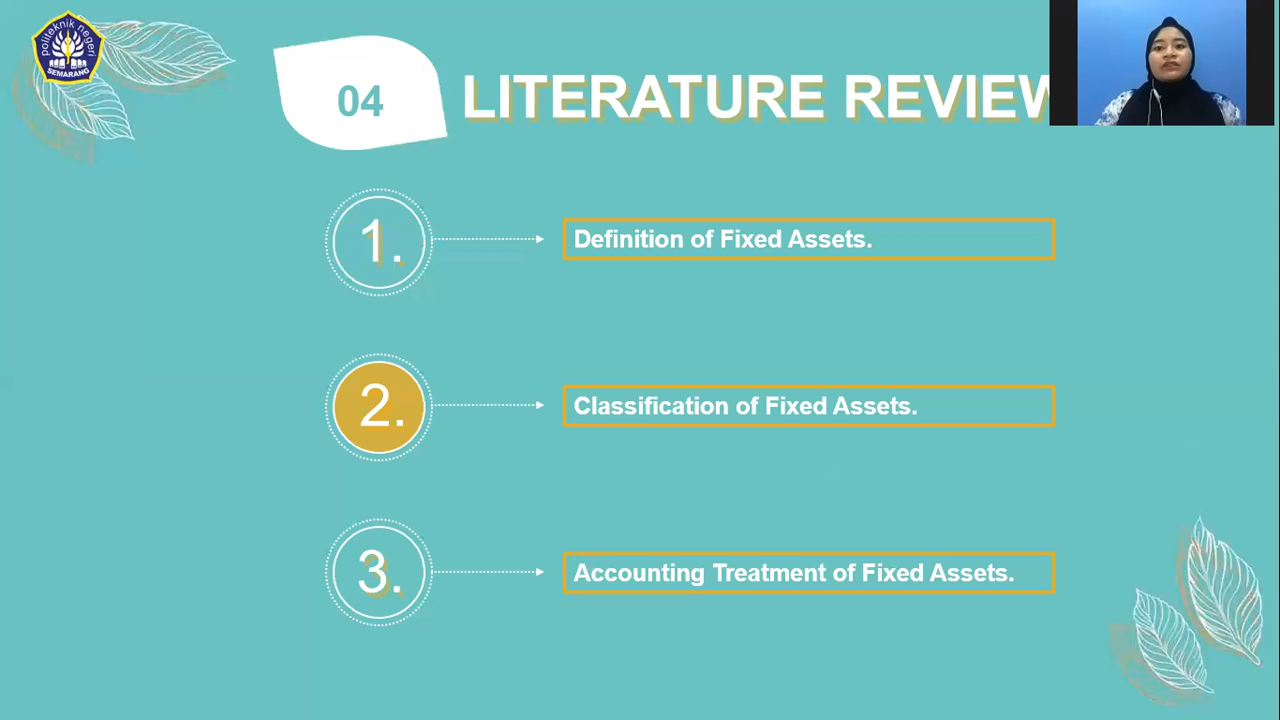 politeknik negeri
SEMARANG
04
LITERATURE REVIEW
1.
Definition of Fixed Assets.
2.
Classification of Fixed Assets.
3.
Accounting Treatment of Fixed Assets.